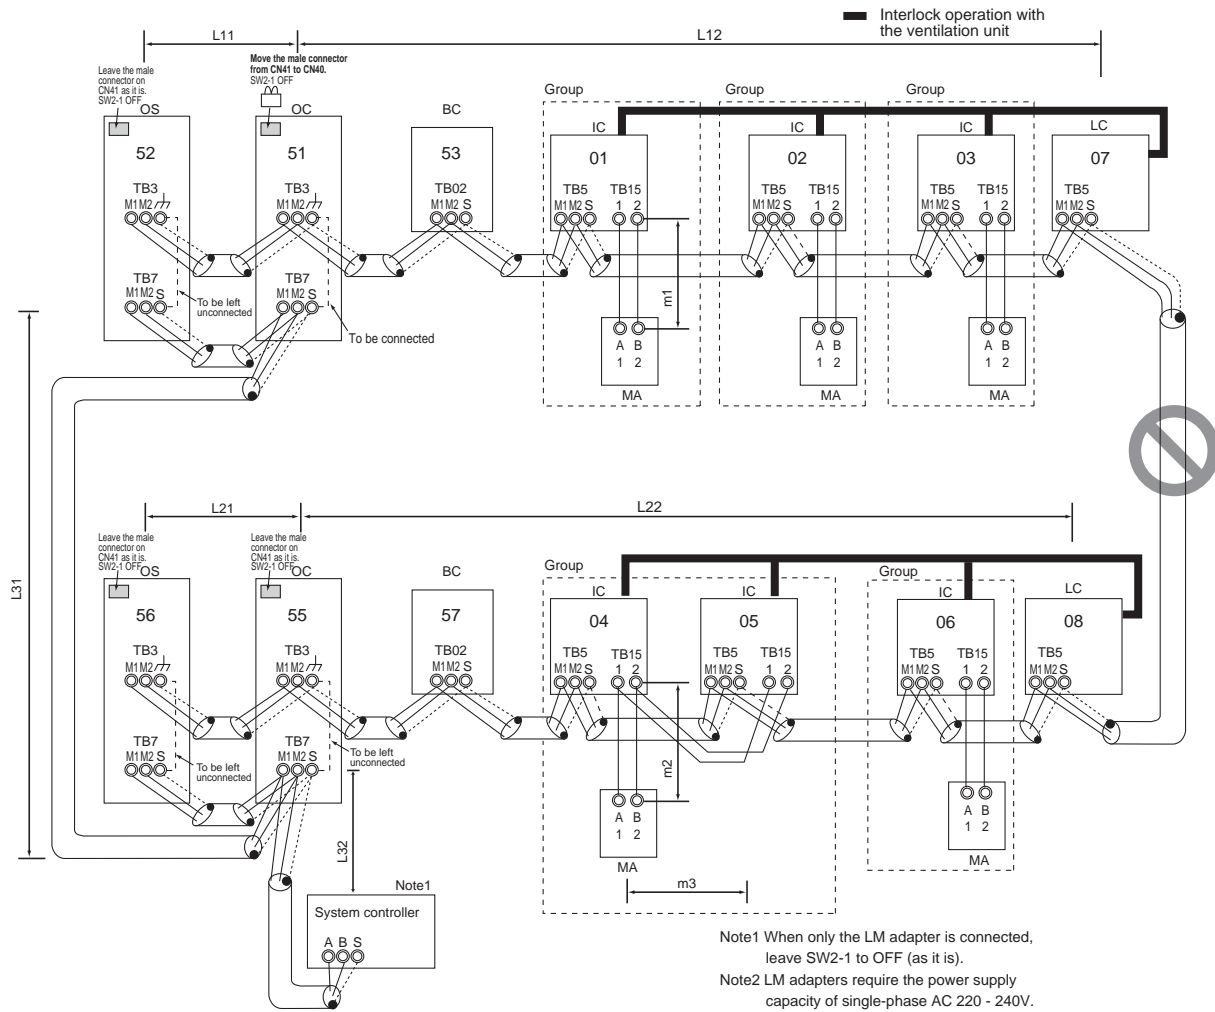 Interlock operation with
the ventilation unit
L11
L12
Leave the male
connector on
CN41 as it is.
SW2-1 OFF
Move the male connector
from CN41 to CN40.
SW2-1 OFF
OS
OC
BC
Group
Group
Group
IC
IC
IC
LC
52
51
53
01
02
03
07
TB3
TB3
TB02
TB5
TB15
TB5
TB15
TB5
TB15
TB5
M1 M2
M1 M2
M1 M2 S
M1 M2 S
1 2
M1 M2 S
1 2
M1 M2 S
1 2
M1 M2 S
TB7
TB7
M1 M2 S
M1 M2 S
To be left
unconnected
To be connected
m1
A B
1 2
MA
A B
1 2
MA
A B
1 2
MA
L31
L21
L22
Leave the male
connector on
CN41 as it is.
SW2-1 OFF
Leave the male
connector on
CN41 as it is.
SW2-1 OFF
OS
OC
BC
Group
Group
IC
IC
IC
LC
56
55
57
04
05
06
08
TB3
TB3
TB02
TB5
TB15
TB5
TB15
TB5
TB15
TB5
M1 M2
M1 M2
M1 M2 S
M1 M2 S
1 2
M1 M2 S
1 2
M1 M2 S
1 2
M1 M2 S
TB7
TB7
M1 M2 S
M1 M2 S
To be left
unconnected
To be left
unconnected
m2
A B
1 2
MA
A B
1 2
MA
m3
L32
Note1
System controller
A B S
Note1 When only the LM adapter is connected,
leave SW2-1 to OFF (as it is).
Note2 LM adapters require the power supply
capacity of single-phase AC 220 - 240V.